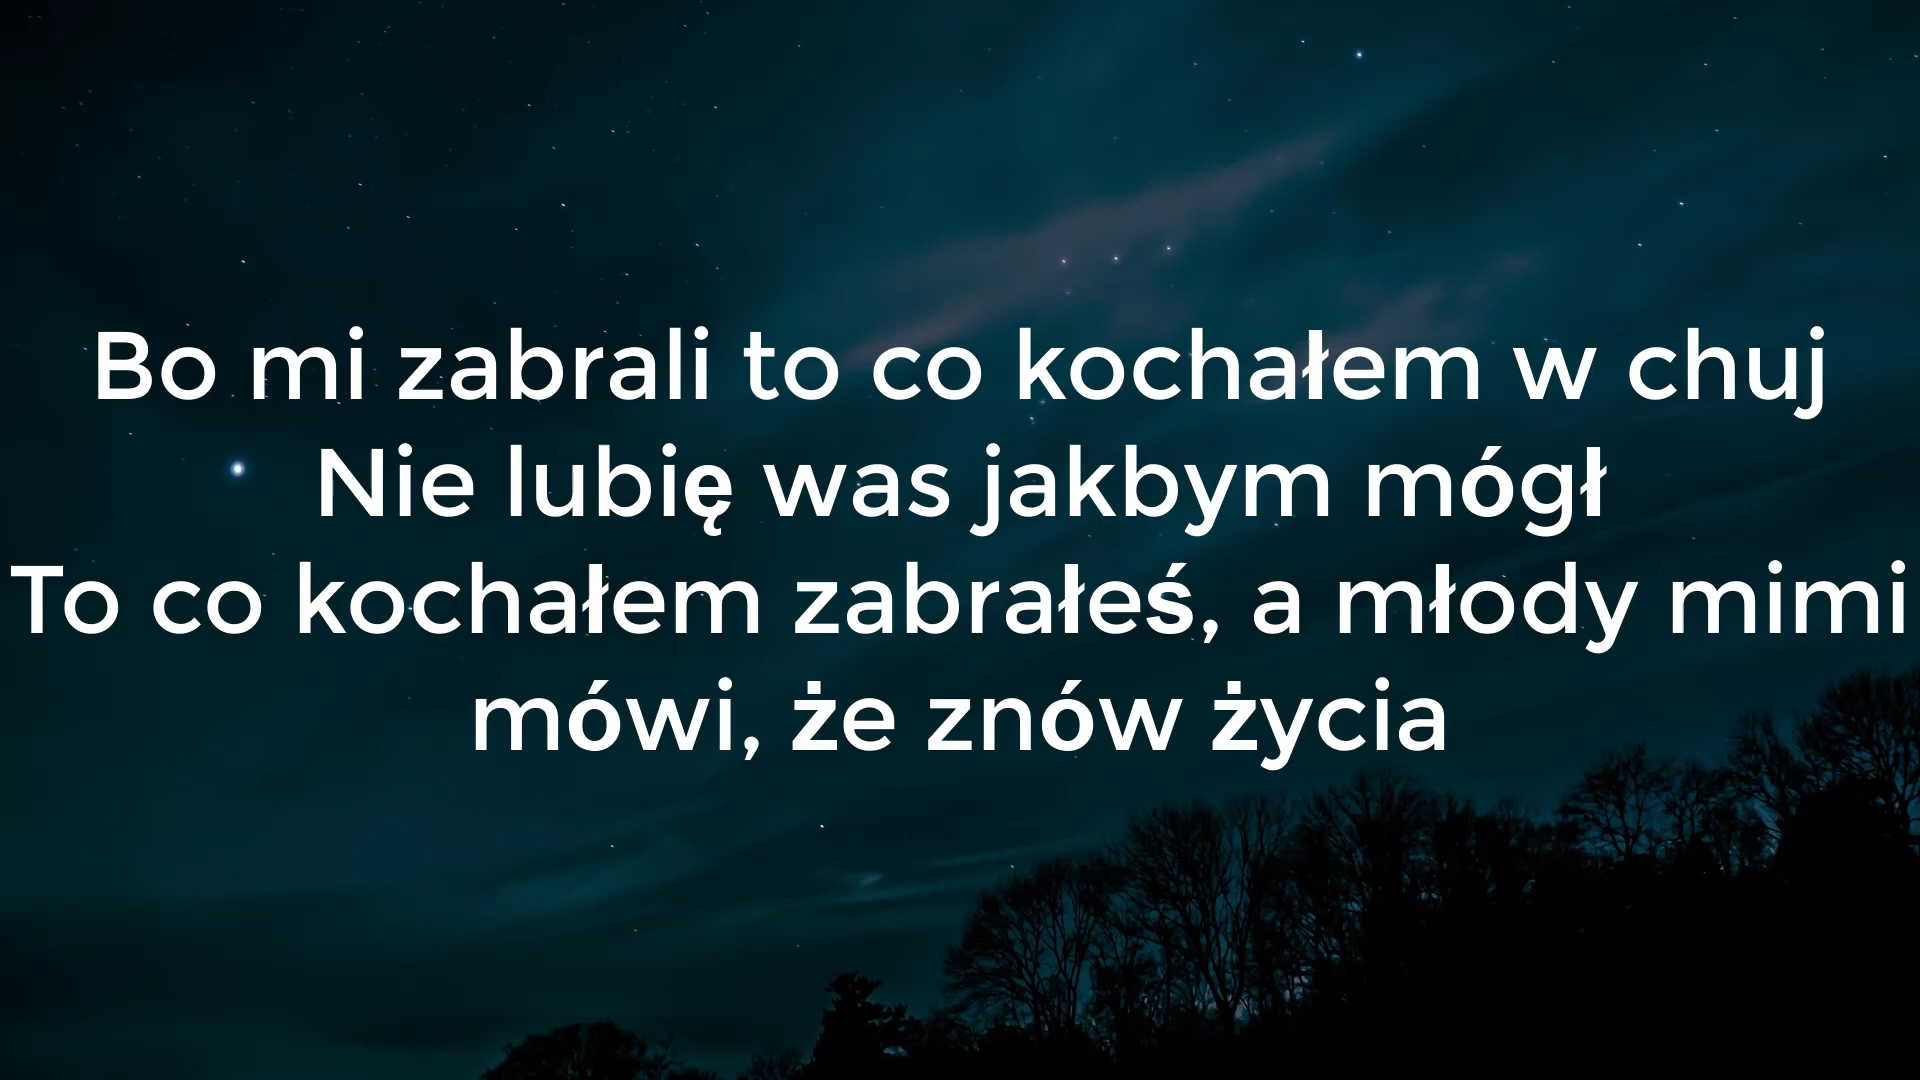 Bo mi zabrali to co kochałem w chuj
Nie lubię was jakbym mógł
To co kochałem zabrałeś, a młody mimi
mówi, że znów życia